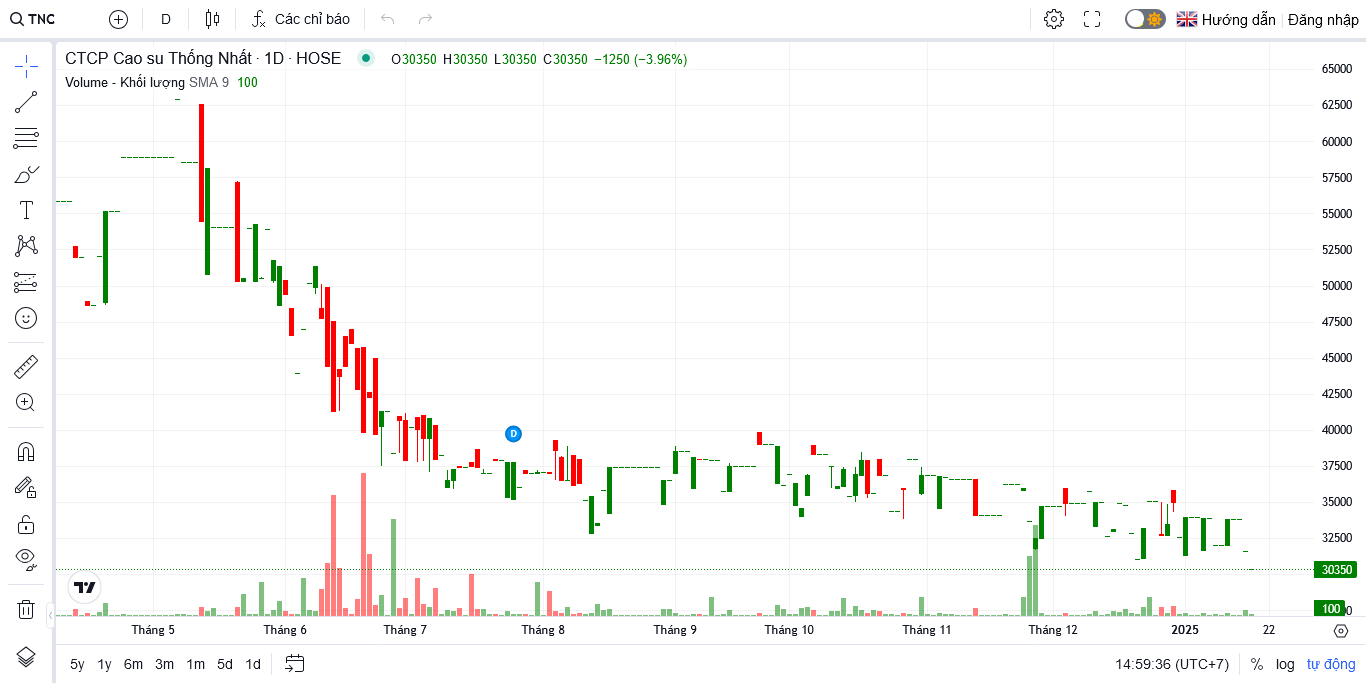 TNC D Các chỉ báo Hướng dẫn Đăng nhập
CTCP Cao su Thống Nhất · 1D · HOSE O30350 H30350 L30350 C30350 −1250 (−3.96%)
Volume - Khối lượng SMA 9 100
65000
62500
60000
57500
55000
52500
50000
47500
45000
42500
40000
D
37500
35000
32500
30350
100
0
Tháng 5 Tháng 6 Tháng 7 Tháng 8 Tháng 9 Tháng 10 Tháng 11 Tháng 12 2025 22
5y 1y 6m 3m 1m 5d 1d 14:59:36 (UTC+7) % log tự động